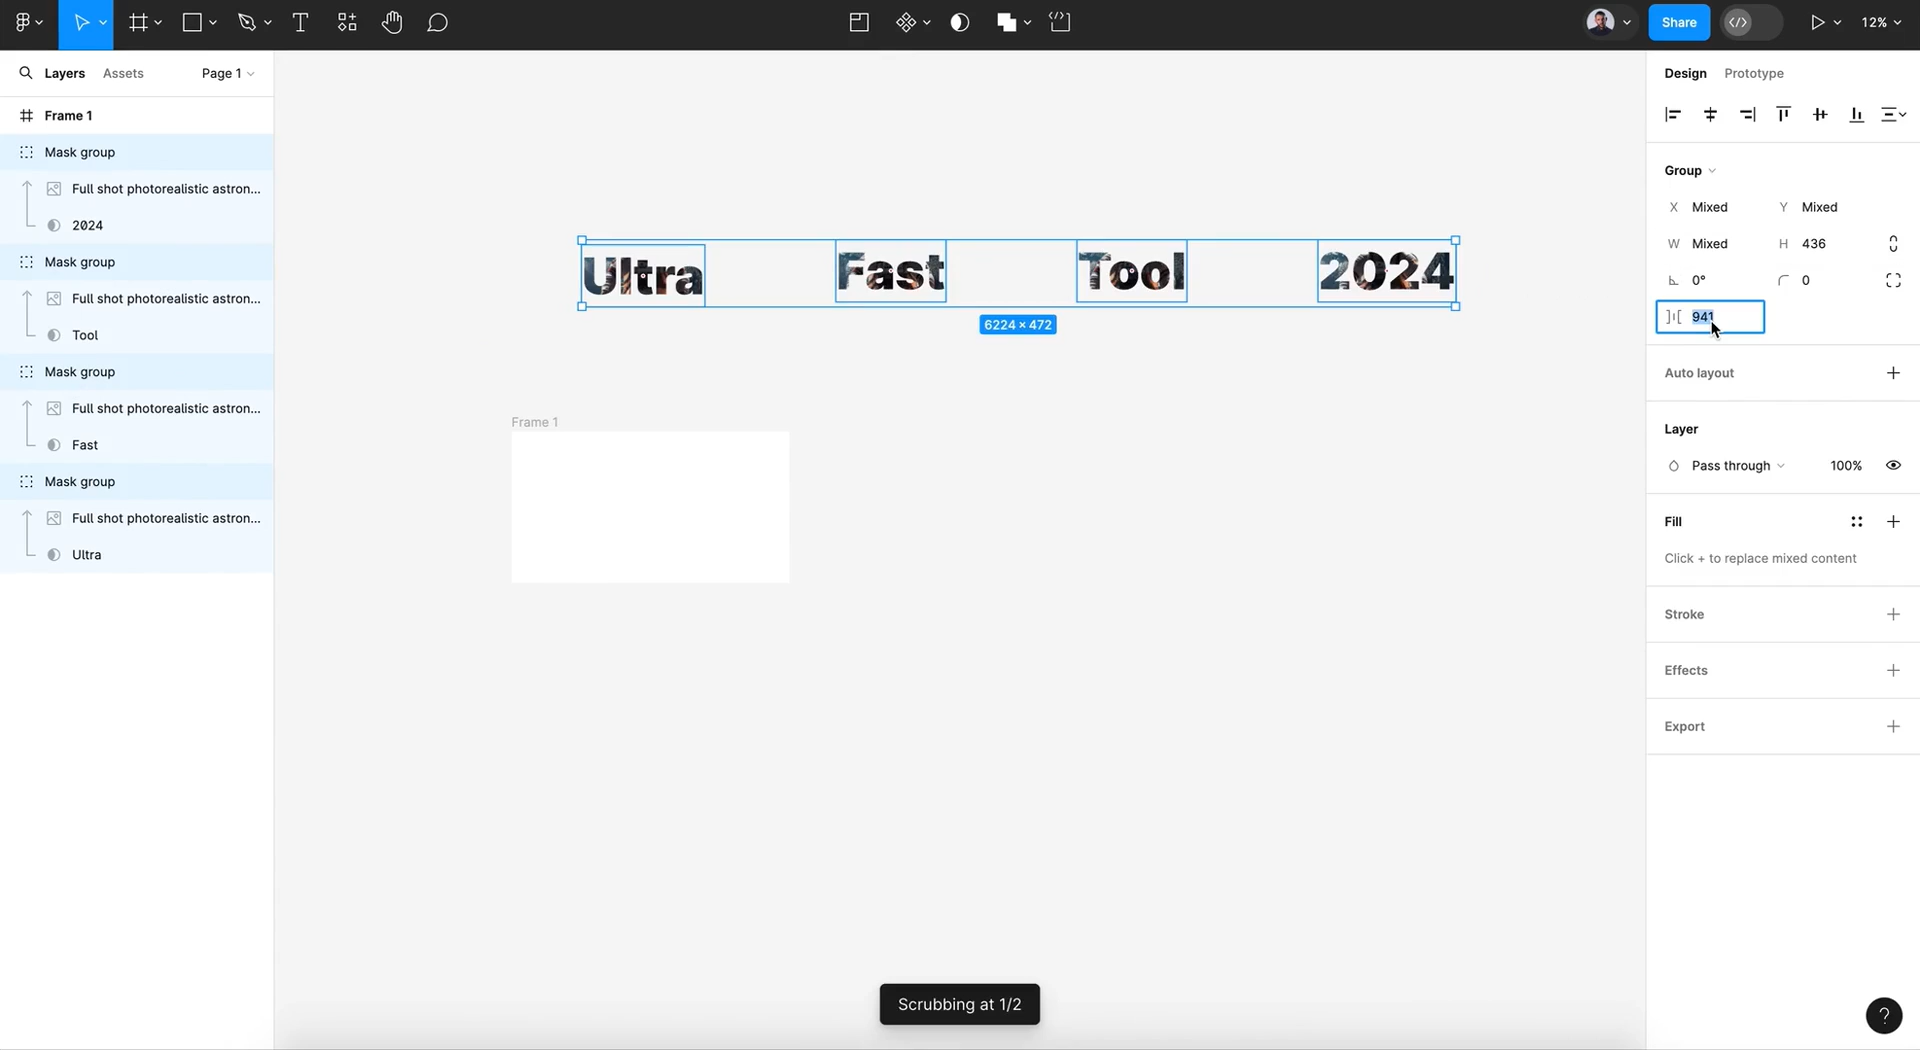 Share
12%
Layers
Assets
Page 1
Design
Prototype
Frame 1
Mask group
Full shot photorealistic astron...
2024
Mask group
Full shot photorealistic astron...
Tool
Mask group
Full shot photorealistic astron...
Fast
Mask group
Full shot photorealistic astron...
Ultra
Ultra
Fast
Tool
2024
6224 × 472
Frame 1
Scrubbing at 1/2
Group
X Mixed Y Mixed
W Mixed H 436
0° 0
941
Auto layout
Layer
Pass through 100%
Fill
Click + to replace mixed content
Stroke
Effects
Export
?